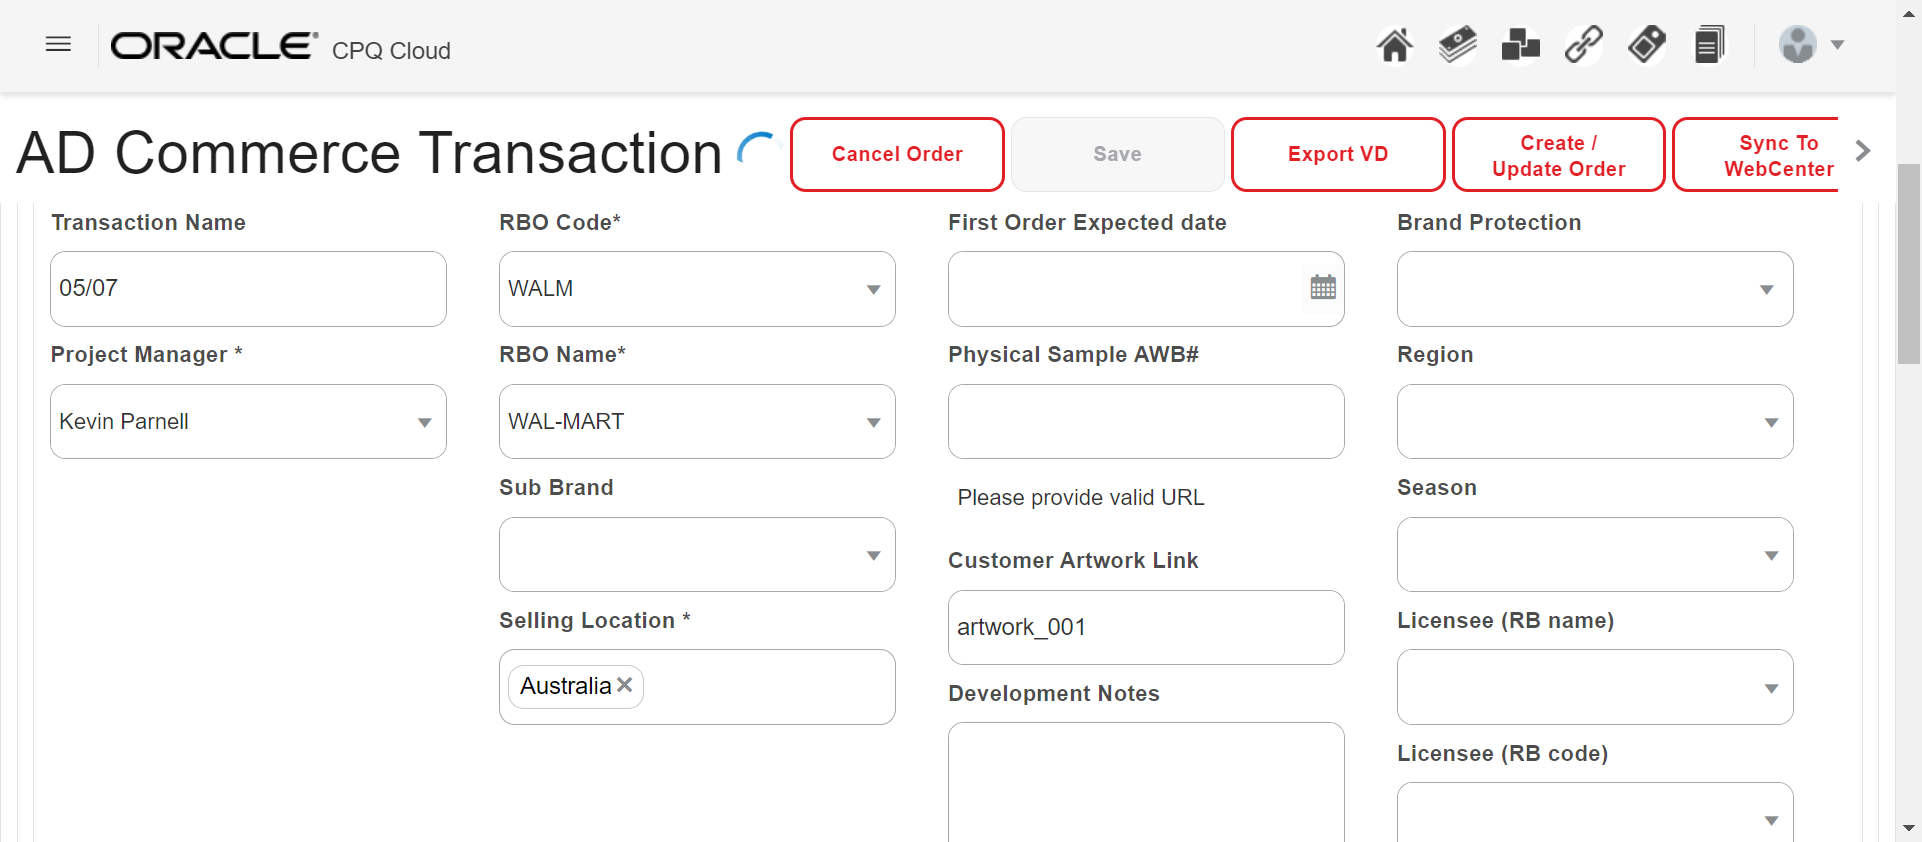 ORACLE® CPQ Cloud
AD Commerce Transaction
Cancel Order
Save
Export VD
Create /
Update Order
Sync To
WebCenter
Transaction Name
05/07
Project Manager *
Kevin Parnell
RBO Code*
WALM
RBO Name*
WAL-MART
Sub Brand
Selling Location *
Australia
First Order Expected date
Physical Sample AWB#
Please provide valid URL
Customer Artwork Link
artwork_001
Development Notes
Brand Protection
Region
Season
Licensee (RB name)
Licensee (RB code)